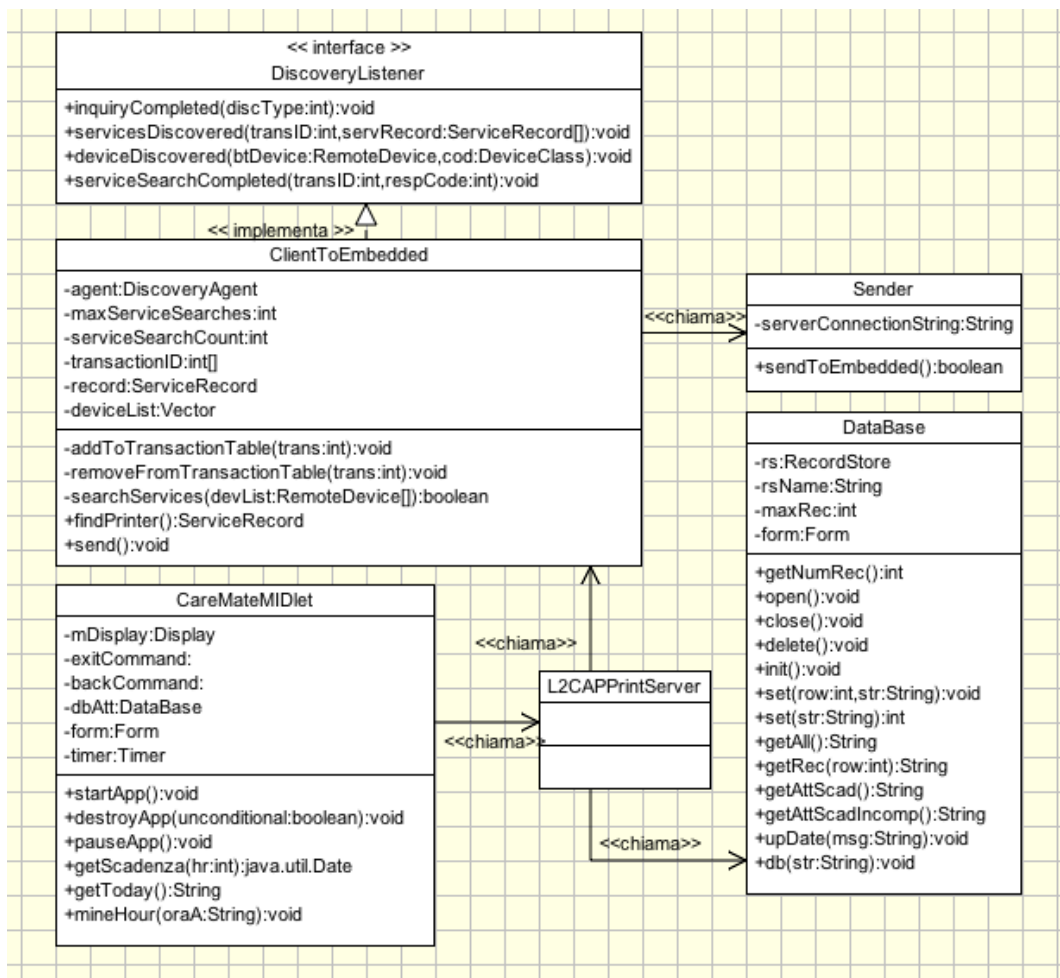 << interface >>
DiscoveryListener
+inquiryCompleted(discType:int):void
+servicesDiscovered(transID:int,servRecord:ServiceRecord[]):void
+deviceDiscovered(btDevice:RemoteDevice,cod:DeviceClass):void
+serviceSearchCompleted(transID:int,respCode:int):void
<< implementa >>
ClientToEmbedded
-agent:DiscoveryAgent
-maxServiceSearches:int
-serviceSearchCount:int
-transactionID:int[]
-record:ServiceRecord
-deviceList:Vector
-addToTransactionTable(trans:int):void
-removeFromTransactionTable(trans:int):void
-searchServices(devList:RemoteDevice[]):boolean
+findPrinter():ServiceRecord
+send():void
<<chiama>>
Sender
-serverConnectionString:String
+sendToEmbedded():boolean
DataBase
-rs:RecordStore
-rsName:String
-maxRec:int
-form:Form
+getNumRec():int
+open():void
+close():void
+delete():void
+init():void
+set(row:int,str:String):void
+set(str:String):int
+getAll():String
+getRec(row:int):String
+getAttScad():String
+getAttScadIncomp():String
+upDate(msg:String):void
+db(str:String):void
CareMateMIDlet
-mDisplay:Display
-exitCommand:
-backCommand:
-dbAtt:DataBase
-form:Form
-timer:Timer
+startApp():void
+destroyApp(unconditional:boolean):void
+pauseApp():void
+getScadenza(hr:int):java.util.Date
+getToday():String
+mineHour(oraA:String):void
<<chiama>>
L2CAPPrintServer
<<chiama>>
<<chiama>>